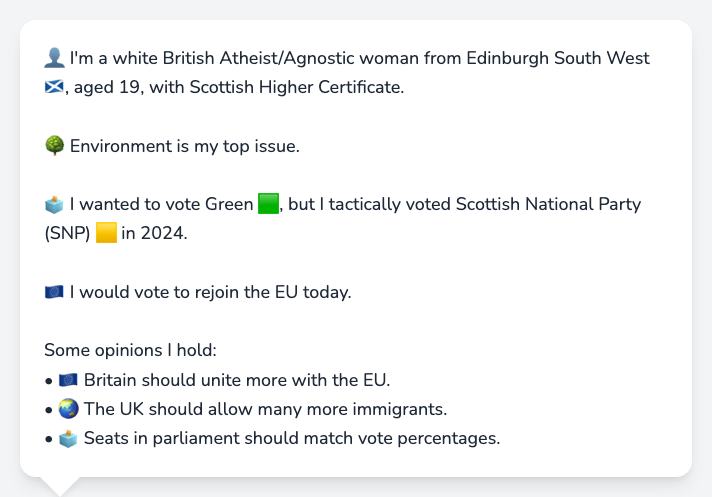 👤 I'm a white British Atheist/Agnostic woman from Edinburgh South West
🏴󠁧󠁢󠁳󠁣󠁴󠁿, aged 19, with Scottish Higher Certificate.
🌳 Environment is my top issue.
🗳️ I wanted to vote Green 🟩, but I tactically voted Scottish National Party
(SNP) 🟨 in 2024.
🇪🇺 I would vote to rejoin the EU today.
Some opinions I hold:
• 🇪🇺 Britain should unite more with the EU.
• 🌏 The UK should allow many more immigrants.
• 🗳️ Seats in parliament should match vote percentages.